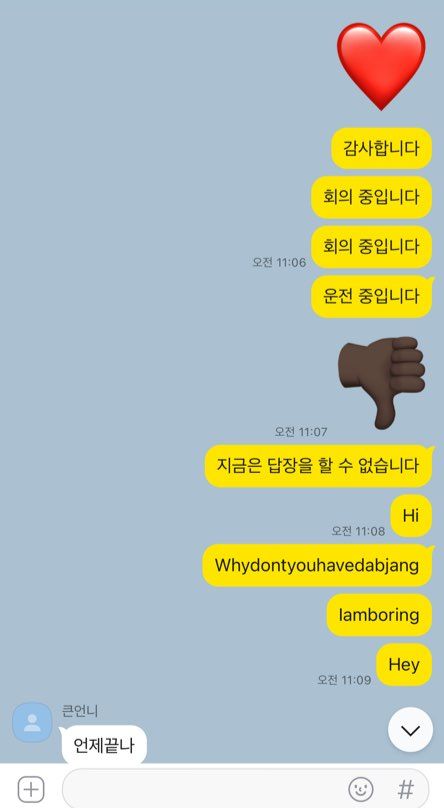 감사합니다
회의 중입니다
회의 중입니다
오전 11:06
운전 중입니다
오전 11:07
지금은 답장을 할 수 없습니다
Hi
오전 11:08
Whydontyouhavedabjang
Iamboring
Hey
오전 11:09
큰언니
언제끝나
#